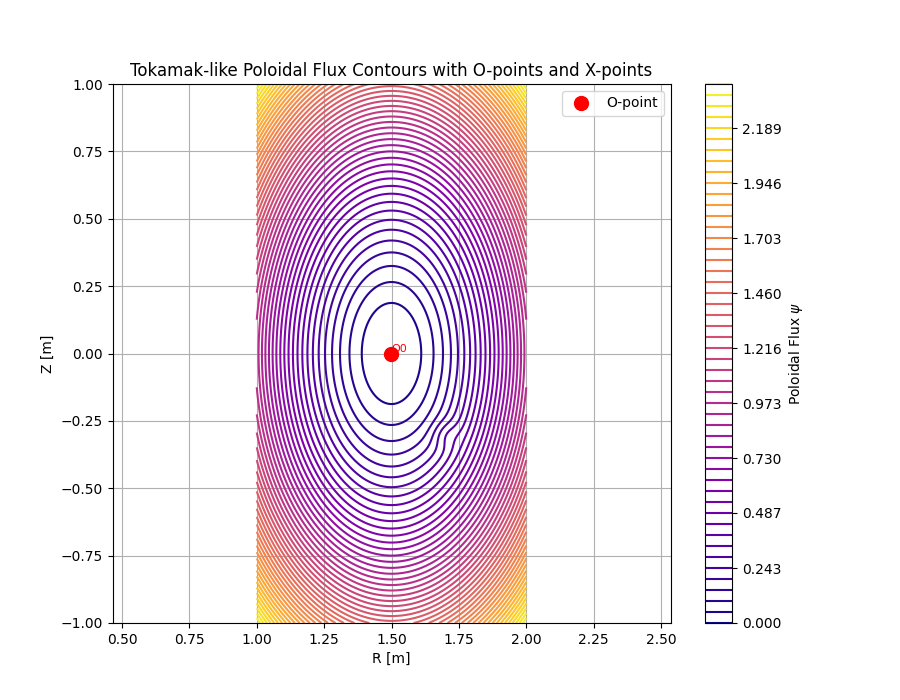 Tokamak-like Poloidal Flux Contours with O-points and X-points
O-point
1.00
0.75
0.50
0.25
0.00
−0.25
−0.50
−0.75
−1.00
Z [m]
O0
0.50 0.75 1.00 1.25 1.50 1.75 2.00 2.25 2.50
R [m]
2.189
1.946
1.703
1.460
1.216
0.973
0.730
0.487
0.243
0.000
Poloidal Flux ψ